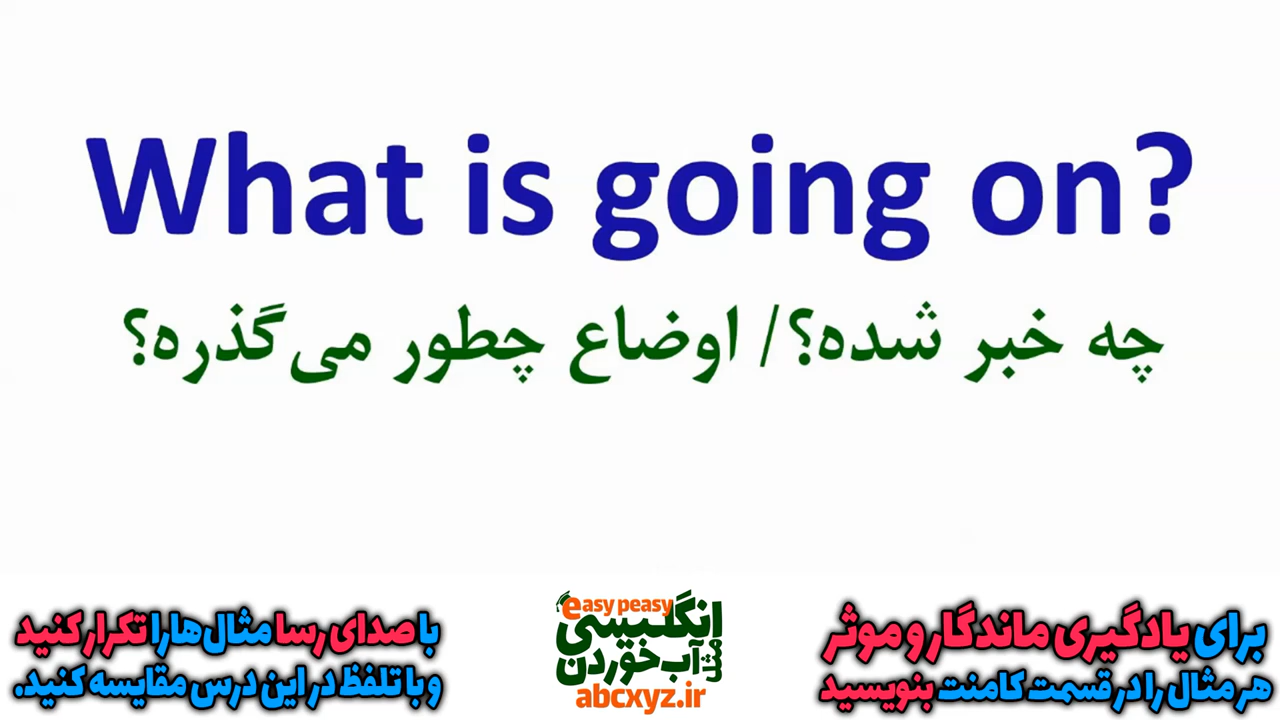 What is going on?
چه خبر شده؟/ اوضاع چطور می‌گذره؟
برای یادگیری ماندگار و موثر
هر مثال را در قسمت کامنت بنویسید
easy peasy
انگلیسی
مثل
آب خوردن
abcxyz.ir
با صدای رسا مثال‌ها را تکرار کنید
و با تلفظ در این درس مقایسه کنید.